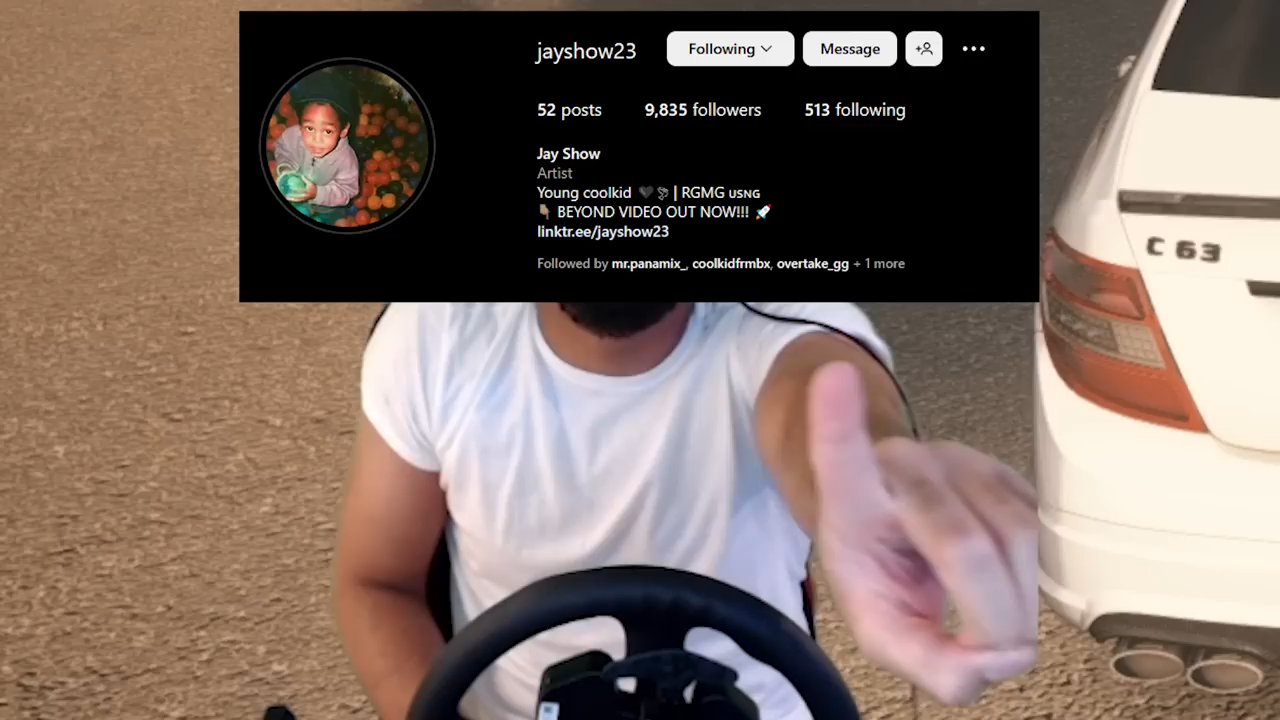 jayshow23 Following Message
52 posts 9,835 followers 513 following
Jay Show
Artist
Young coolkid 🖤🕊 | RGMG ᴜsɴɢ
👇🏽 BEYOND VIDEO OUT NOW!!! 🚀
linktr.ee/jayshow23
Followed by mr.panamix_, coolkidfrmbx, overtake_gg + 1 more
C 63